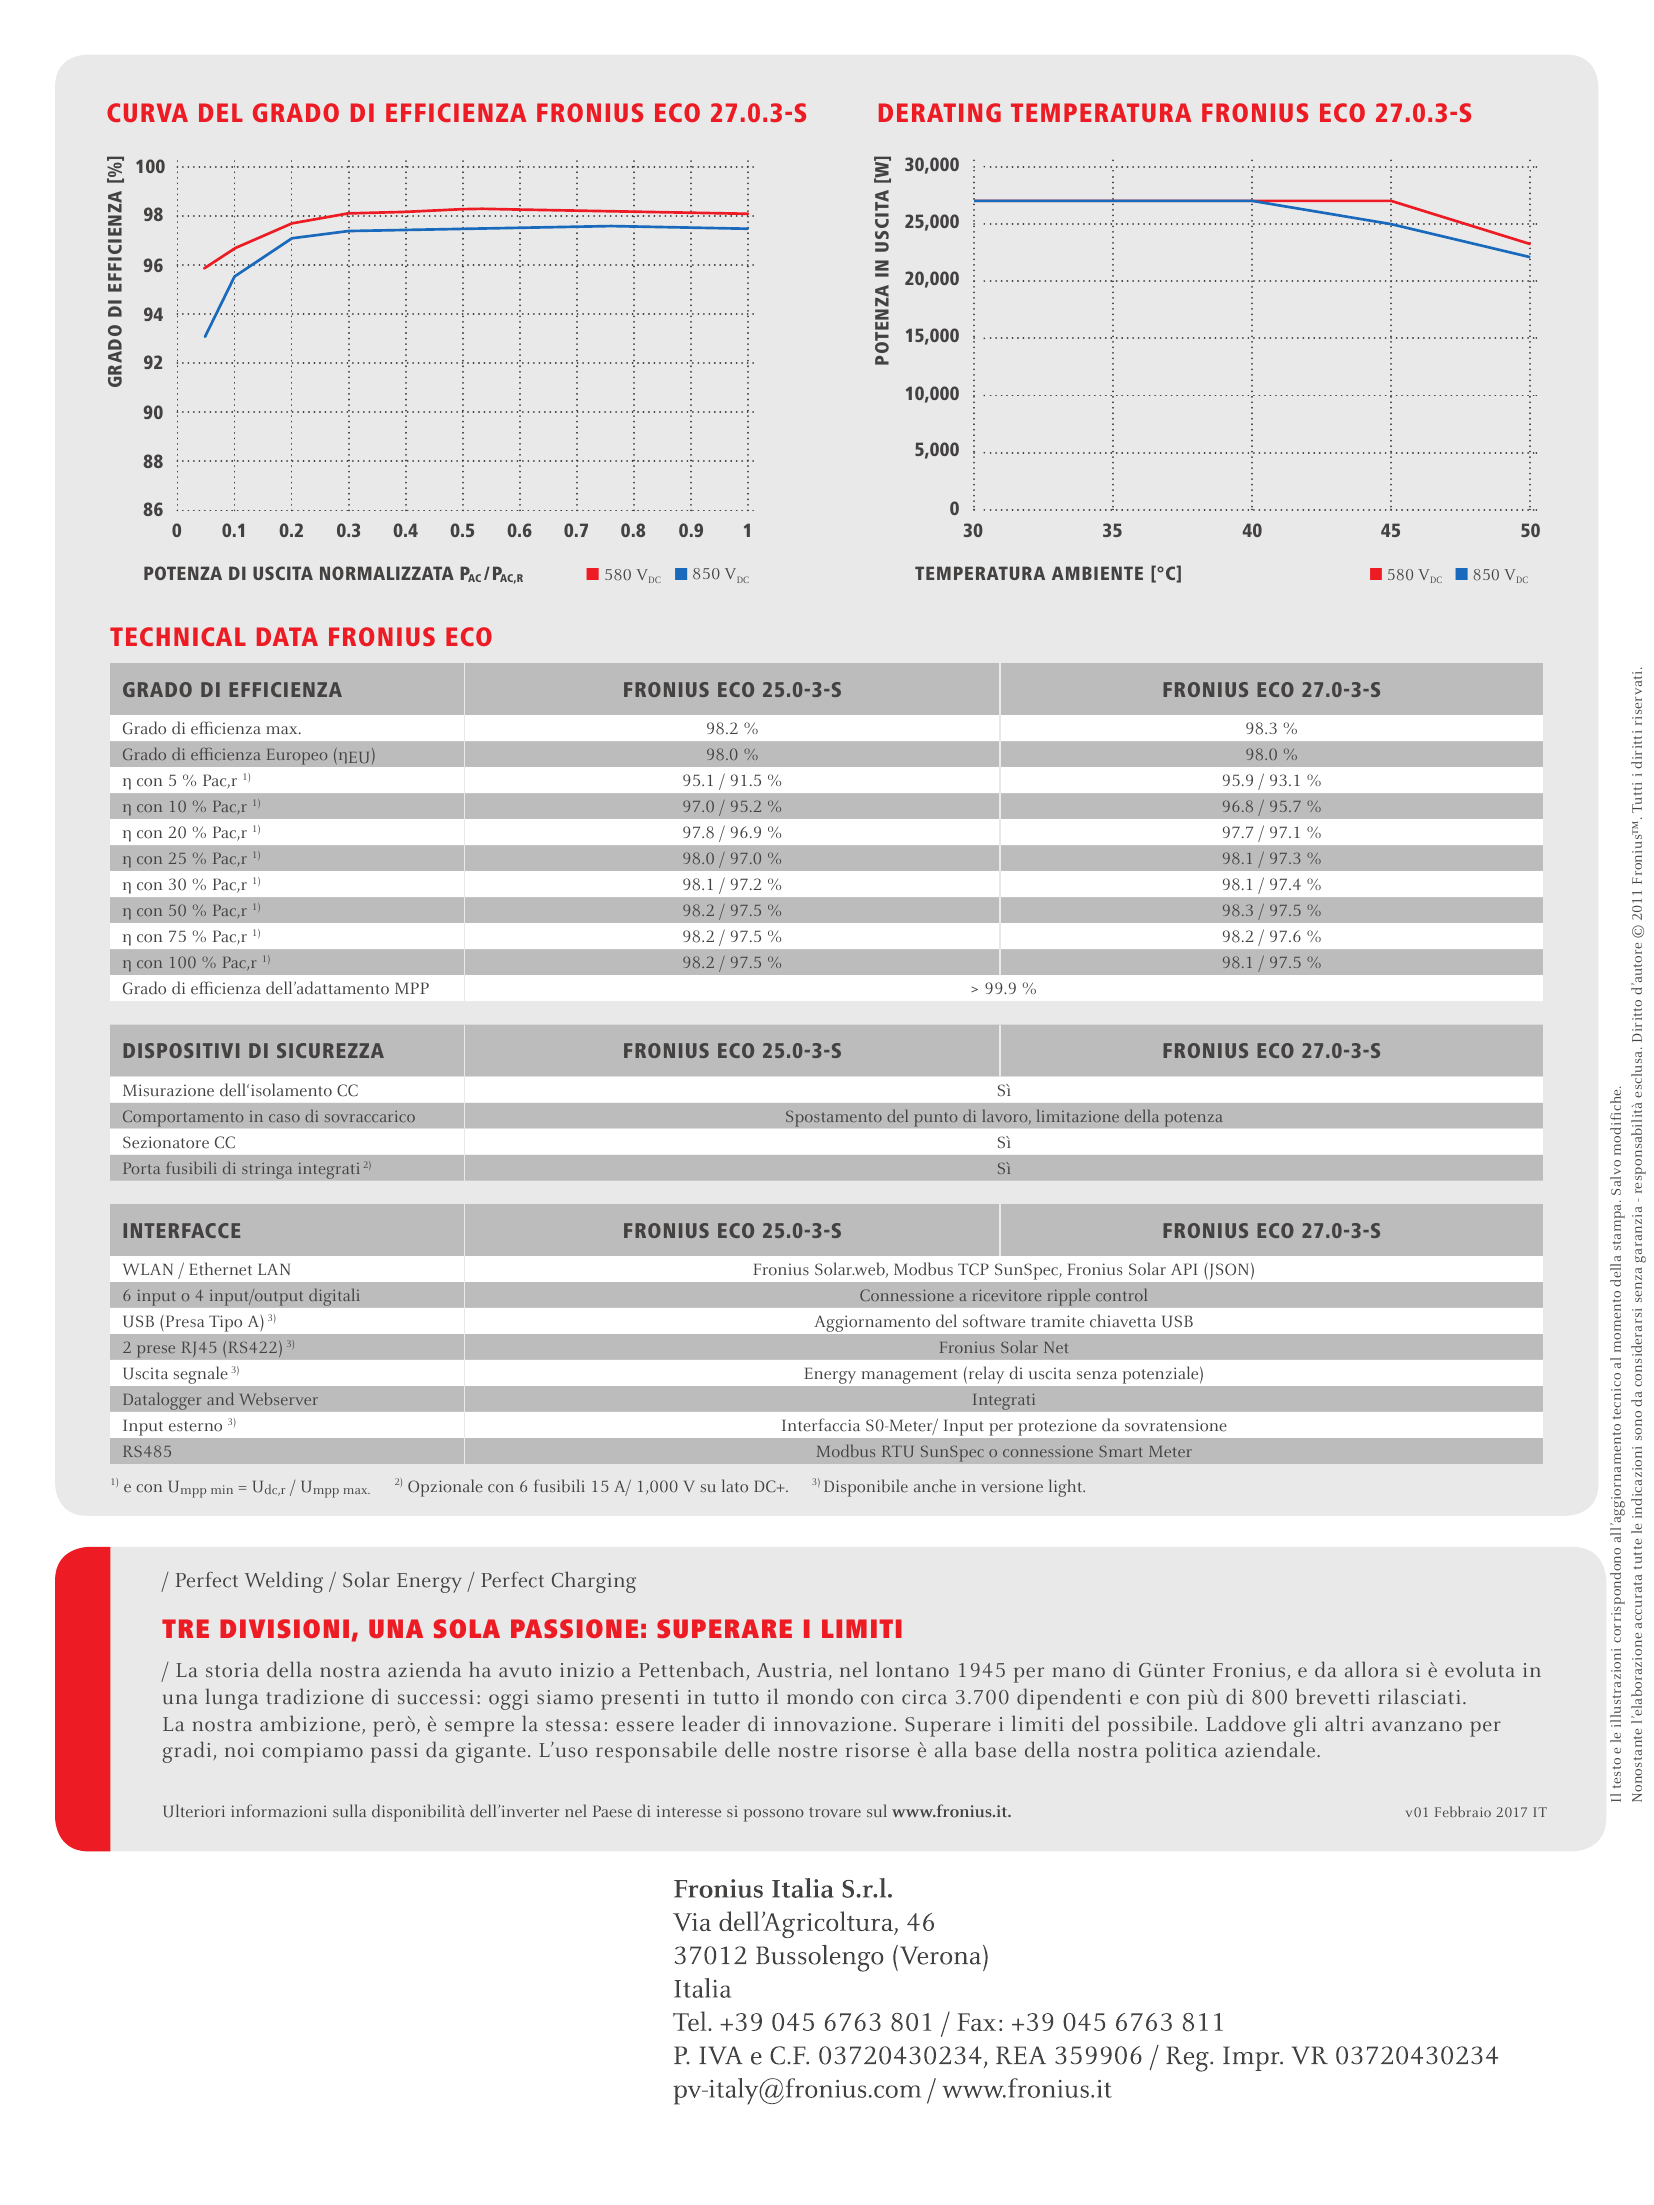 CURVA DEL GRADO DI EFFICIENZA FRONIUS ECO 27.0.3-S
GRADO DI EFFICIENZA [%]
100
98
96
94
92
90
88
86
0 0.1 0.2 0.3 0.4 0.5 0.6 0.7 0.8 0.9 1
POTENZA DI USCITA NORMALIZZATA PAC/PAC,R 580 VDC 850 VDC
DERATING TEMPERATURA FRONIUS ECO 27.0.3-S
POTENZA IN USCITA [W]
30,000
25,000
20,000
15,000
10,000
5,000
0
30 35 40 45 50
TEMPERATURA AMBIENTE [°C] 580 VDC 850 VDC
TECHNICAL DATA FRONIUS ECO
GRADO DI EFFICIENZA FRONIUS ECO 25.0-3-S FRONIUS ECO 27.0-3-S
Grado di efficienza max. 98.2 % 98.3 %
Grado di efficienza Europeo (ηEU) 98.0 % 98.0 %
η con 5 % Pac,r 1) 95.1 / 91.5 % 95.9 / 93.1 %
η con 10 % Pac,r 1) 97.0 / 95.2 % 96.8 / 95.7 %
η con 20 % Pac,r 1) 97.8 / 96.9 % 97.7 / 97.1 %
η con 25 % Pac,r 1) 98.0 / 97.0 % 98.1 / 97.3 %
η con 30 % Pac,r 1) 98.1 / 97.2 % 98.1 / 97.4 %
η con 50 % Pac,r 1) 98.2 / 97.5 % 98.3 / 97.5 %
η con 75 % Pac,r 1) 98.2 / 97.5 % 98.2 / 97.6 %
η con 100 % Pac,r 1) 98.2 / 97.5 % 98.1 / 97.5 %
Grado di efficienza dell'adattamento MPP > 99.9 %
DISPOSITIVI DI SICUREZZA FRONIUS ECO 25.0-3-S FRONIUS ECO 27.0-3-S
Misurazione dell'isolamento CC Sì
Comportamento in caso di sovraccarico Spostamento del punto di lavoro, limitazione della potenza
Sezionatore CC Sì
Porta fusibili di stringa integrati 2) Sì
INTERFACCE FRONIUS ECO 25.0-3-S FRONIUS ECO 27.0-3-S
WLAN / Ethernet LAN Fronius Solar.web, Modbus TCP SunSpec, Fronius Solar API (JSON)
6 input o 4 input/output digitali Connessione a ricevitore ripple control
USB (Presa Tipo A) 3) Aggiornamento del software tramite chiavetta USB
2 prese RJ45 (RS422) 3) Fronius Solar Net
Uscita segnale 3) Energy management (relay di uscita senza potenziale)
Datalogger and Webserver Integrati
Input esterno 3) Interfaccia S0-Meter/ Input per protezione da sovratensione
RS485 Modbus RTU SunSpec o connessione Smart Meter
1) e con Umpp min = Udc,r / Umpp max. 2) Opzionale con 6 fusibili 15 A/ 1,000 V su lato DC+. 3) Disponibile anche in versione light.
/ Perfect Welding / Solar Energy / Perfect Charging
TRE DIVISIONI, UNA SOLA PASSIONE: SUPERARE I LIMITI
/ La storia della nostra azienda ha avuto inizio a Pettenbach, Austria, nel lontano 1945 per mano di Günter Fronius, e da allora si è evoluta in
una lunga tradizione di successi: oggi siamo presenti in tutto il mondo con circa 3.700 dipendenti e con più di 800 brevetti rilasciati.
La nostra ambizione, però, è sempre la stessa: essere leader di innovazione. Superare i limiti del possibile. Laddove gli altri avanzano per
gradi, noi compiamo passi da gigante. L'uso responsabile delle nostre risorse è alla base della nostra politica aziendale.
Ulteriori informazioni sulla disponibilità dell'inverter nel Paese di interesse si possono trovare sul www.fronius.it. v01 Febbraio 2017 IT
Il testo e le illustrazioni corrispondono all'aggiornamento tecnico al momento della stampa. Salvo modifiche.
Nonostante l'elaborazione accurata tutte le indicazioni sono da considerarsi senza garanzia - responsabilità esclusa. Diritto d'autore © 2011 Fronius™. Tutti i diritti riservati.
Fronius Italia S.r.l.
Via dell'Agricoltura, 46
37012 Bussolengo (Verona)
Italia
Tel. +39 045 6763 801 / Fax: +39 045 6763 811
P. IVA e C.F. 03720430234, REA 359906 / Reg. Impr. VR 03720430234
pv-italy@fronius.com / www.fronius.it